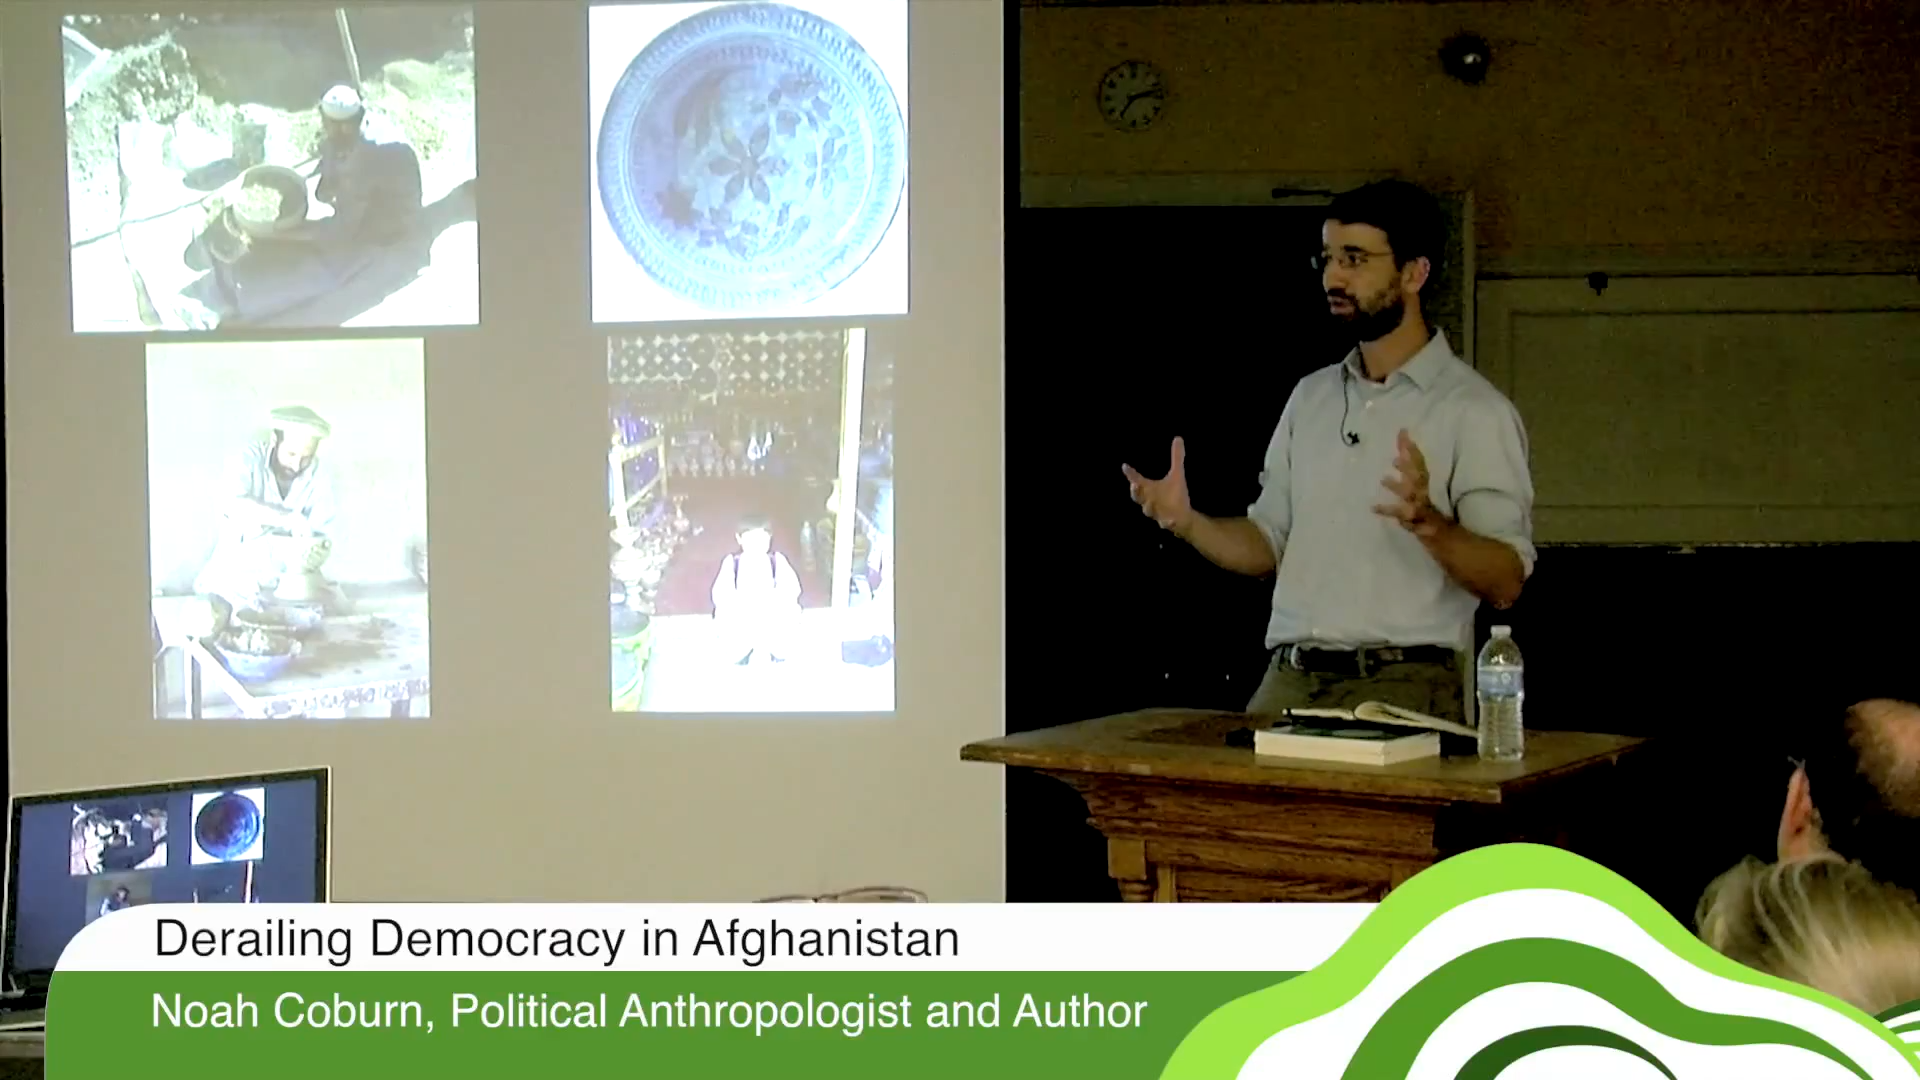 Derailing Democracy in Afghanistan
Noah Coburn, Political Anthropologist and Author